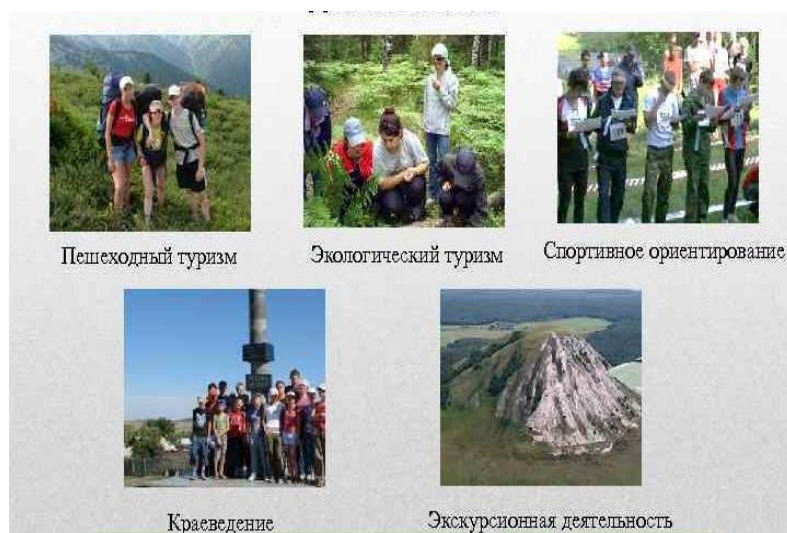 Пешеходный туризм
Экологический туризм
Спортивное ориентирование
Краеведение
Экскурсионная деятельность